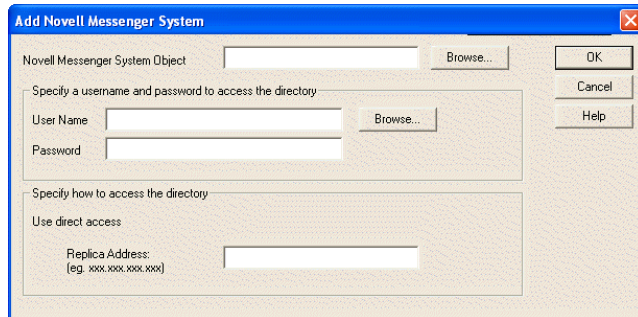 Add Novell Messenger System
Novell Messenger System Object
Browse...
OK
Cancel
Help
Specify a username and password to access the directory
User Name
Browse...
Password
Specify how to access the directory
Use direct access
Replica Address:
(eg. xxx.xxx.xxx.xxx)